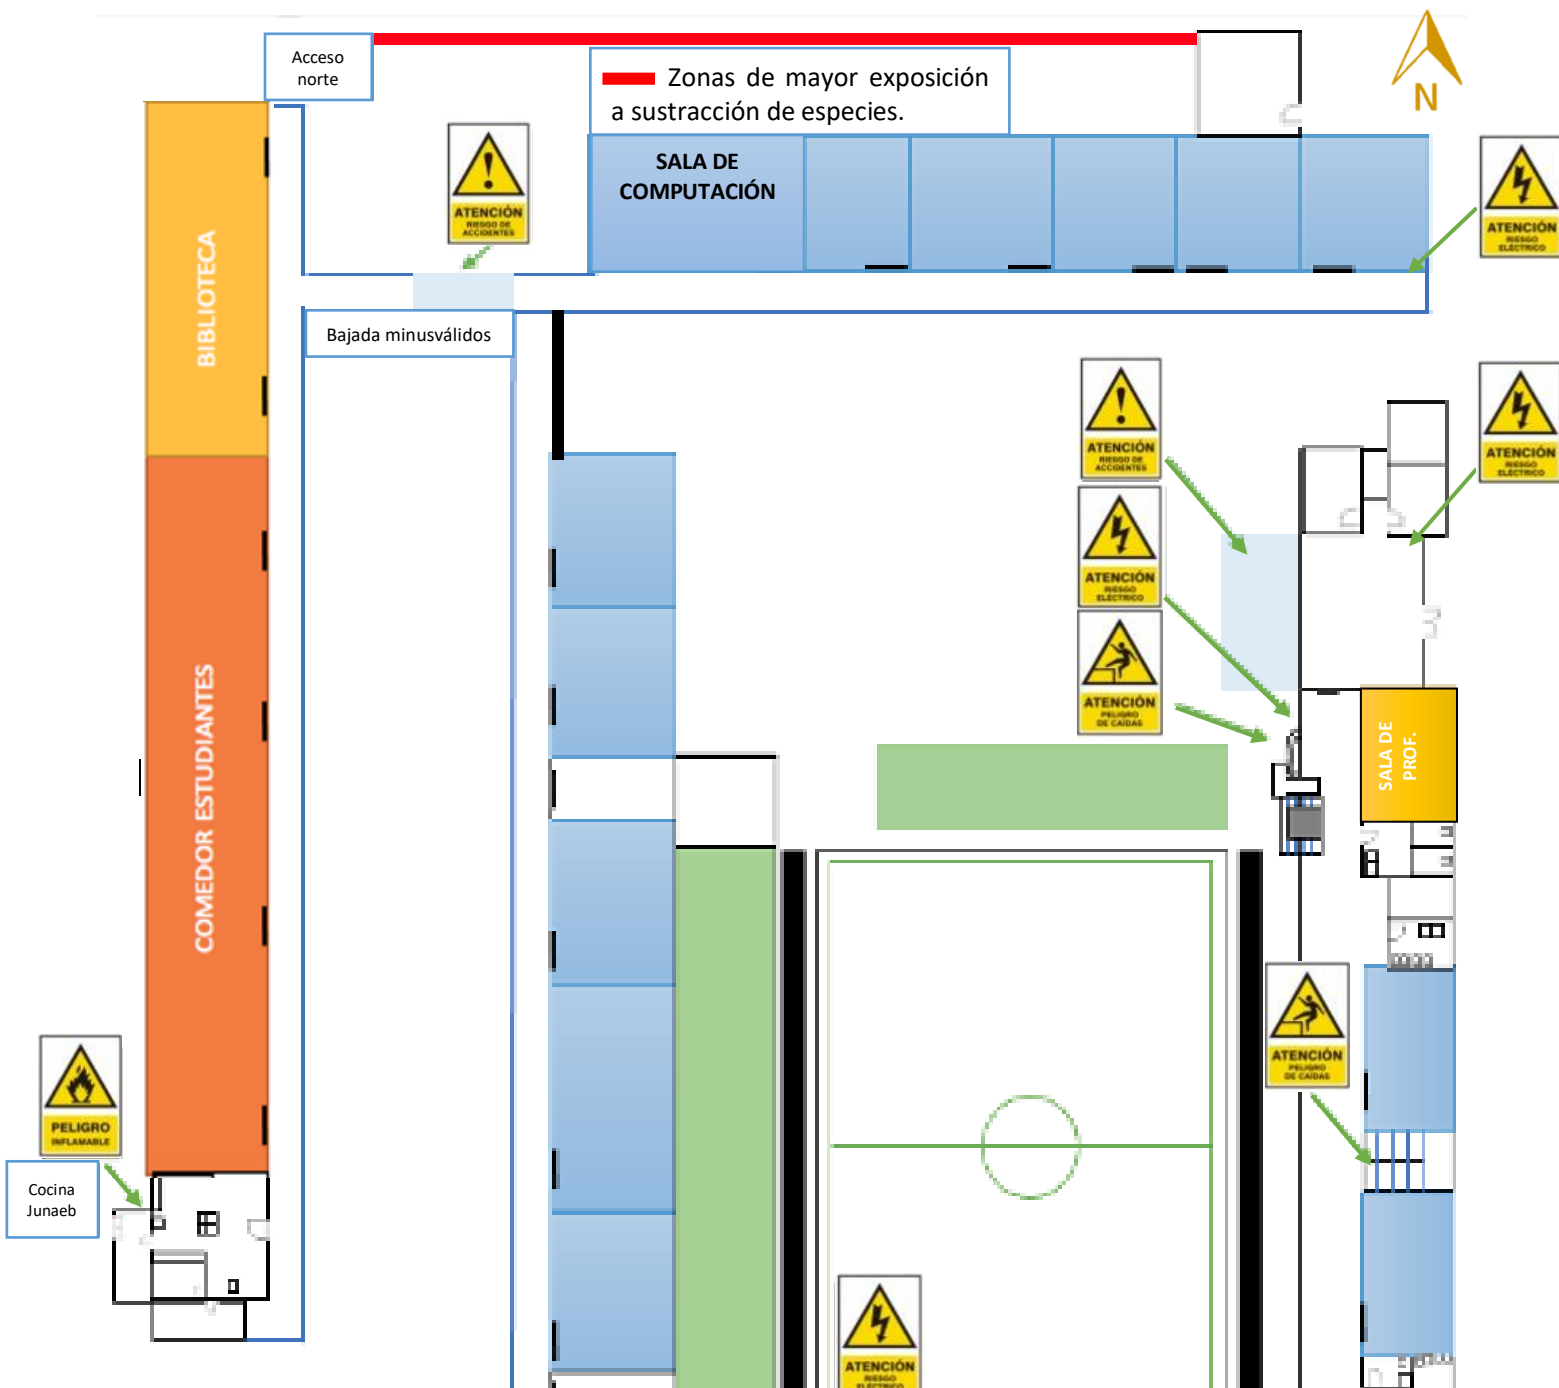 Acceso
norte
Zonas de mayor exposición
a sustracción de especies.
N
SALA DE
COMPUTACIÓN
ATENCIÓN
RIESGO DE
ACCIDENTES
ATENCIÓN
RIESGO
ELÉCTRICO
BIBLIOTECA
Bajada minusválidos
ATENCIÓN
RIESGO DE
ACCIDENTES
ATENCIÓN
RIESGO
ELÉCTRICO
ATENCIÓN
RIESGO
ELÉCTRICO
ATENCIÓN
PELIGRO
DE CAÍDAS
COMEDOR ESTUDIANTES
SALA DE
PROF.
ATENCIÓN
PELIGRO
DE CAÍDAS
PELIGRO
INFLAMABLE
Cocina
Junaeb
ATENCIÓN
RIESGO
ELÉCTRICO